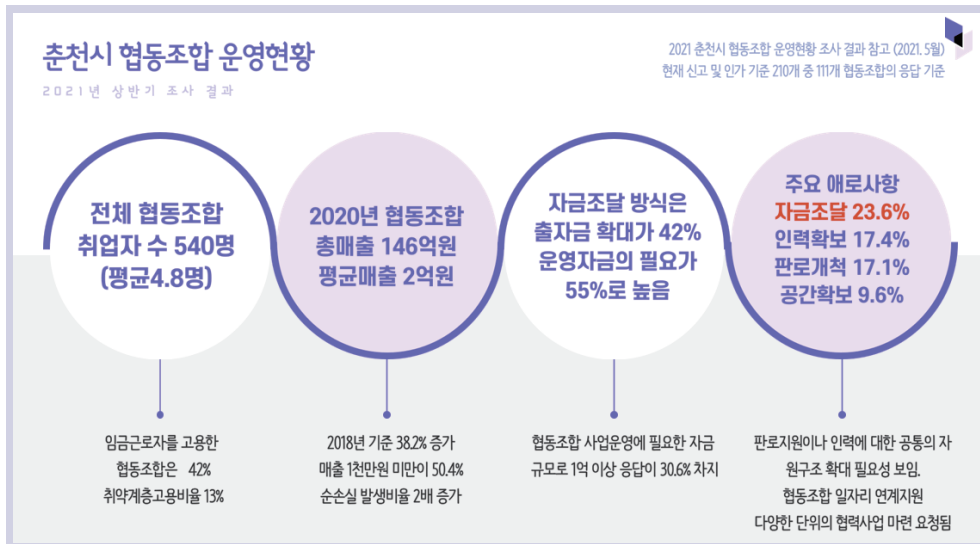 춘천시 협동조합 운영현황
2021년 상반기 조사 결과
2021 춘천시 협동조합 운영현황 조사 결과 참고 (2021. 5월)
현재 신고 및 인가 기준 210개 중 111개 협동조합의 응답 기준
전체 협동조합
취업자 수 540명
(평균4.8명)
2020년 협동조합
총매출 146억원
평균매출 2억원
자금조달 방식은
출자금 확대가 42%
운영자금의 필요가
55%로 높음
주요 애로사항
자금조달 23.6%
인력확보 17.4%
판로개척 17.1%
공간확보 9.6%
임금근로자를 고용한
협동조합은 42%
취약계층고용비율 13%
2018년 기준 38.2% 증가
매출 1천만원 미만이 50.4%
순손실 발생비율 2배 증가
협동조합 사업운영에 필요한 자금
규모로 1억 이상 응답이 30.6% 차지
판로지원이나 인력에 대한 공통의 자
원구조 확대 필요성 보임.
협동조합 일자리 연계지원
다양한 단위의 협력사업 마련 요청됨